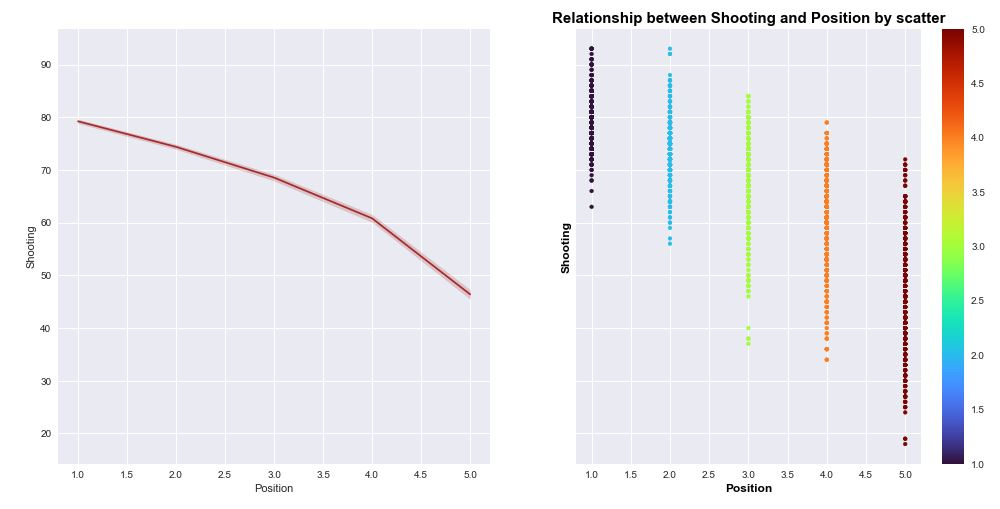 Relationship between Shooting and Position by scatter
90
80
70
60
50
40
30
20
Shooting
1.0 1.5 2.0 2.5 3.0 3.5 4.0 4.5 5.0
Position
Shooting
1.0 1.5 2.0 2.5 3.0 3.5 4.0 4.5 5.0
Position
5.0
4.5
4.0
3.5
3.0
2.5
2.0
1.5
1.0